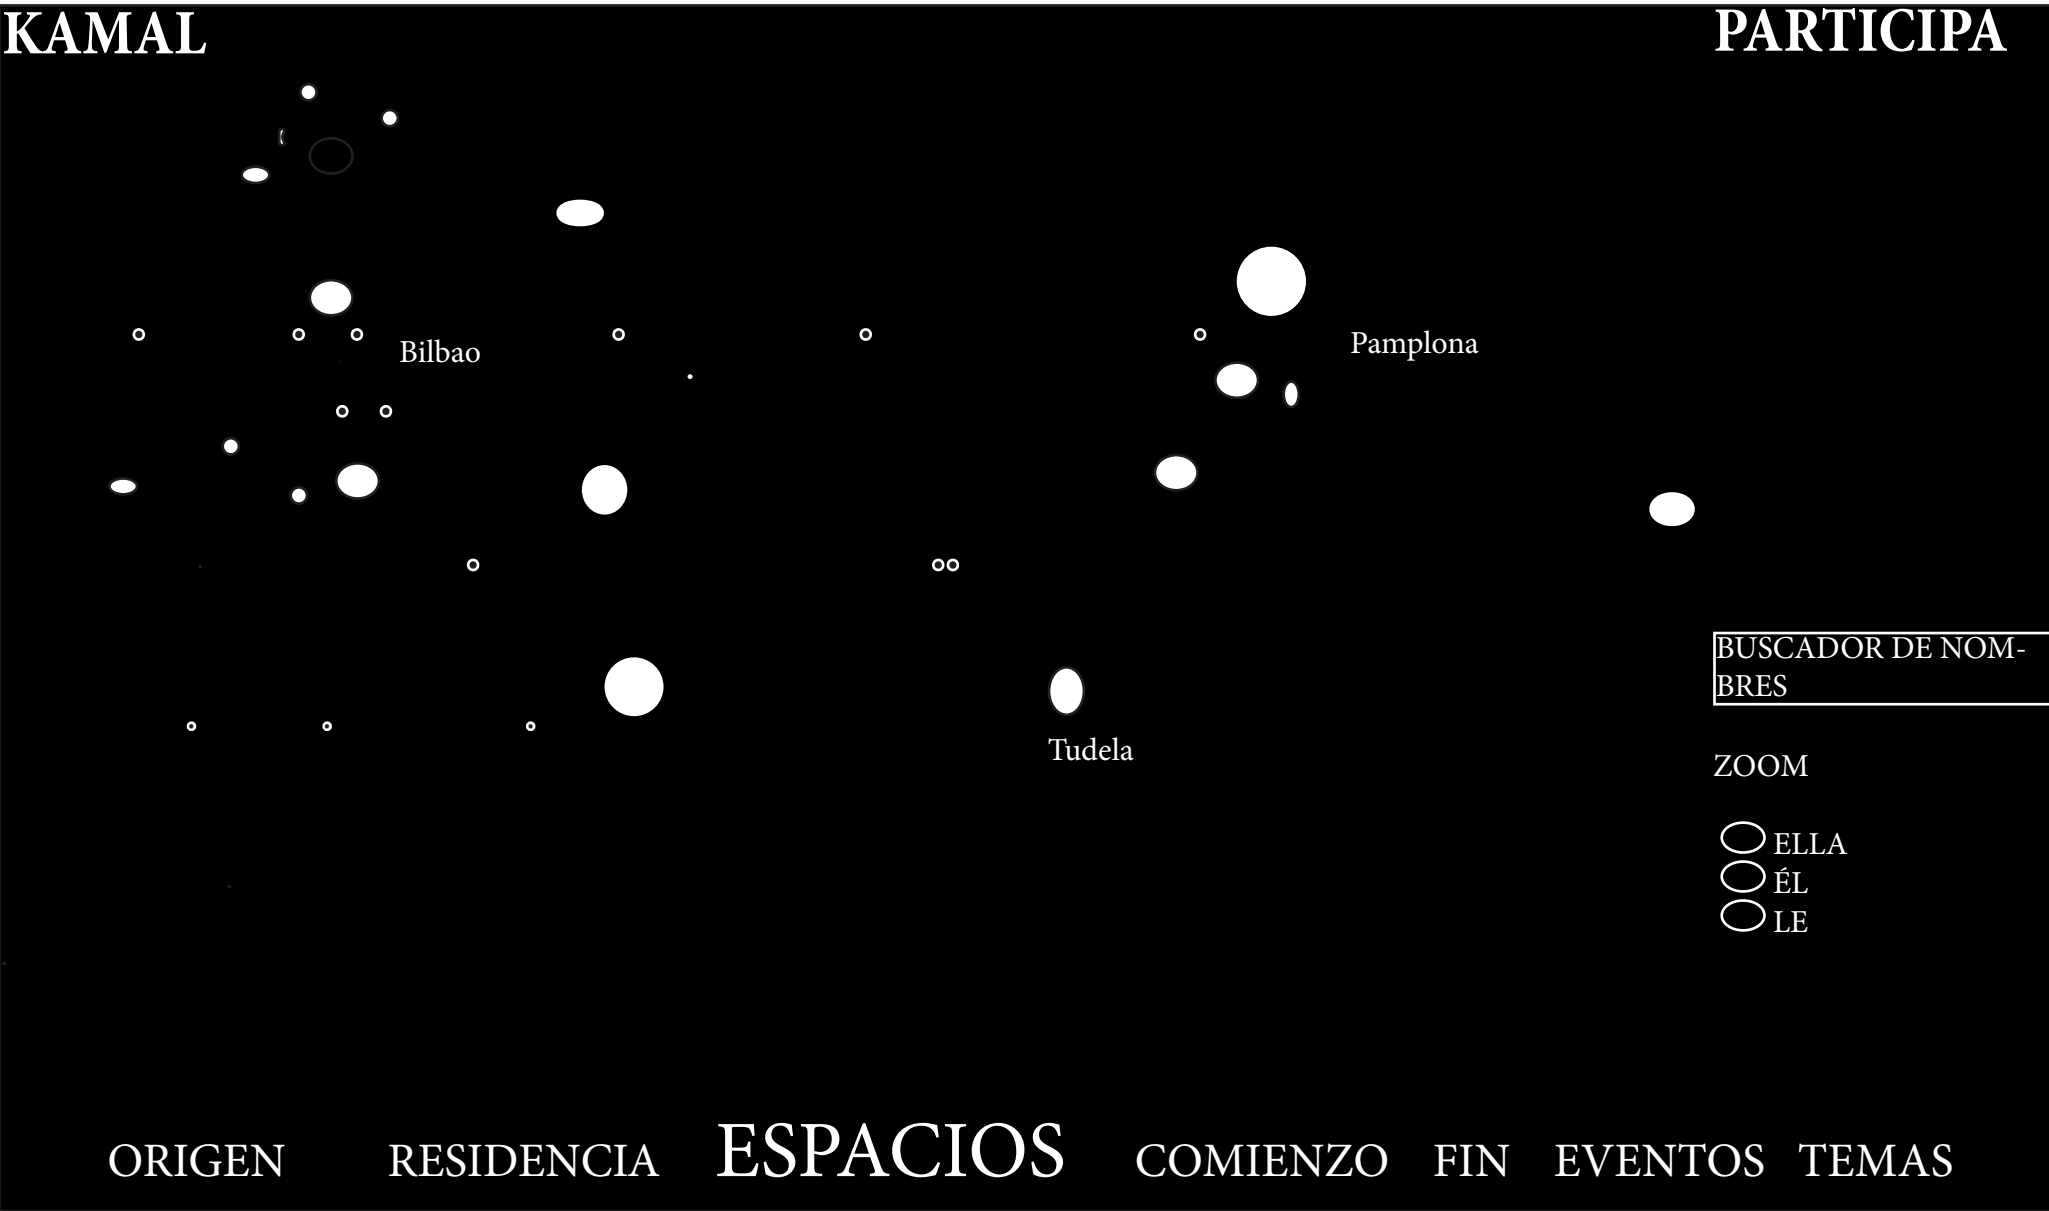 KAMAL
PARTICIPA
Pamplona
Bilbao
BUSCADOR DE NOM-
BRES
Tudela
ZOOM
ELLA
ÉL
LE
ORIGEN RESIDENCIA ESPACIOS COMIENZO FIN EVENTOS TEMAS